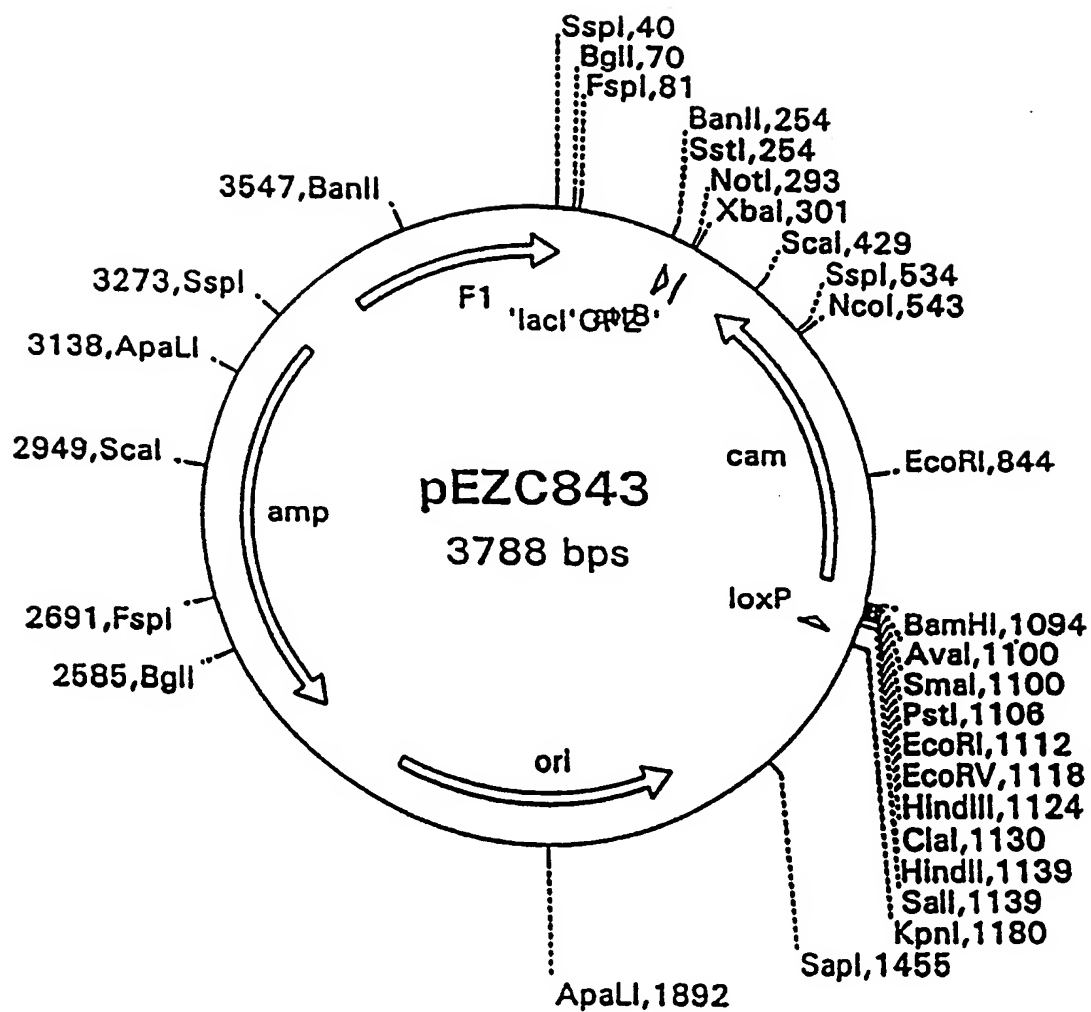 SspI,40
BglI,70
FspI,81
BanII,254
SstI,254
NotI,293
XbaI,301
ScaI,429
SspI,534
NcoI,543
3547,BanII
3273,SspI
3138,ApaLI
2949,ScaI
2691,FspI
2585,BglI
F1
'lacI'
cam
EcoRI,844
pEZC843
3788 bps
amp
loxP
BamHI,1094
AvaI,1100
SmaI,1100
PstI,1106
EcoRI,1112
EcoRV,1118
HindIII,1124
ClaI,1130
HindII,1139
SalI,1139
KpnI,1180
ori
SapI,1455
ApaLI,1892